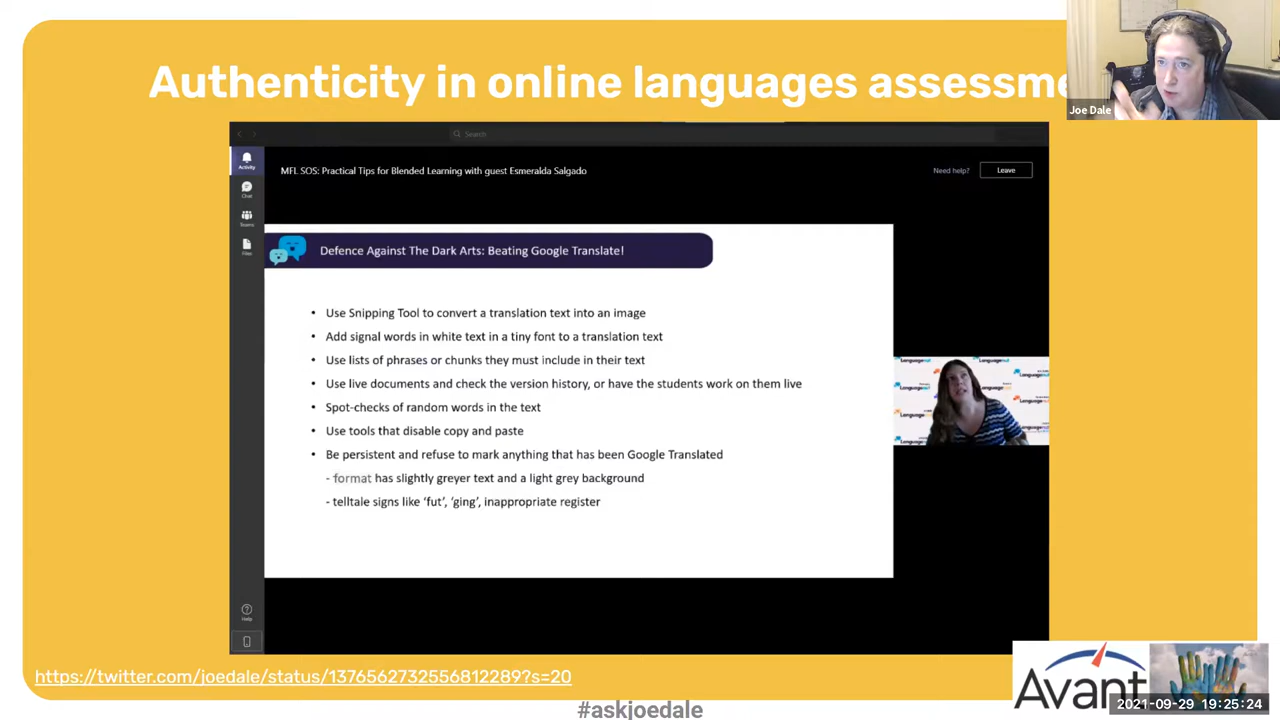 Authenticity in online languages assessme
Joe Dale
Search
Activity
MFL SOS: Practical Tips for Blended Learning with guest Esmeralda Salgado
Need help?
Leave
Chat
Teams
Files
Defence Against The Dark Arts: Beating Google Translate!
• Use Snipping Tool to convert a translation text into an image
• Add signal words in white text in a tiny font to a translation text
• Use lists of phrases or chunks they must include in their text
• Use live documents and check the version history, or have the students work on them live
• Spot-checks of random words in the text
• Use tools that disable copy and paste
• Be persistent and refuse to mark anything that has been Google Translated
- format has slightly greyer text and a light grey background
- telltale signs like ‘fut’, ‘ging’, inappropriate register
Languagenut
Help
https://twitter.com/joedale/status/1376562732556812289?s=20
Avant
2021-09-29 19:25:24
#askjoedale